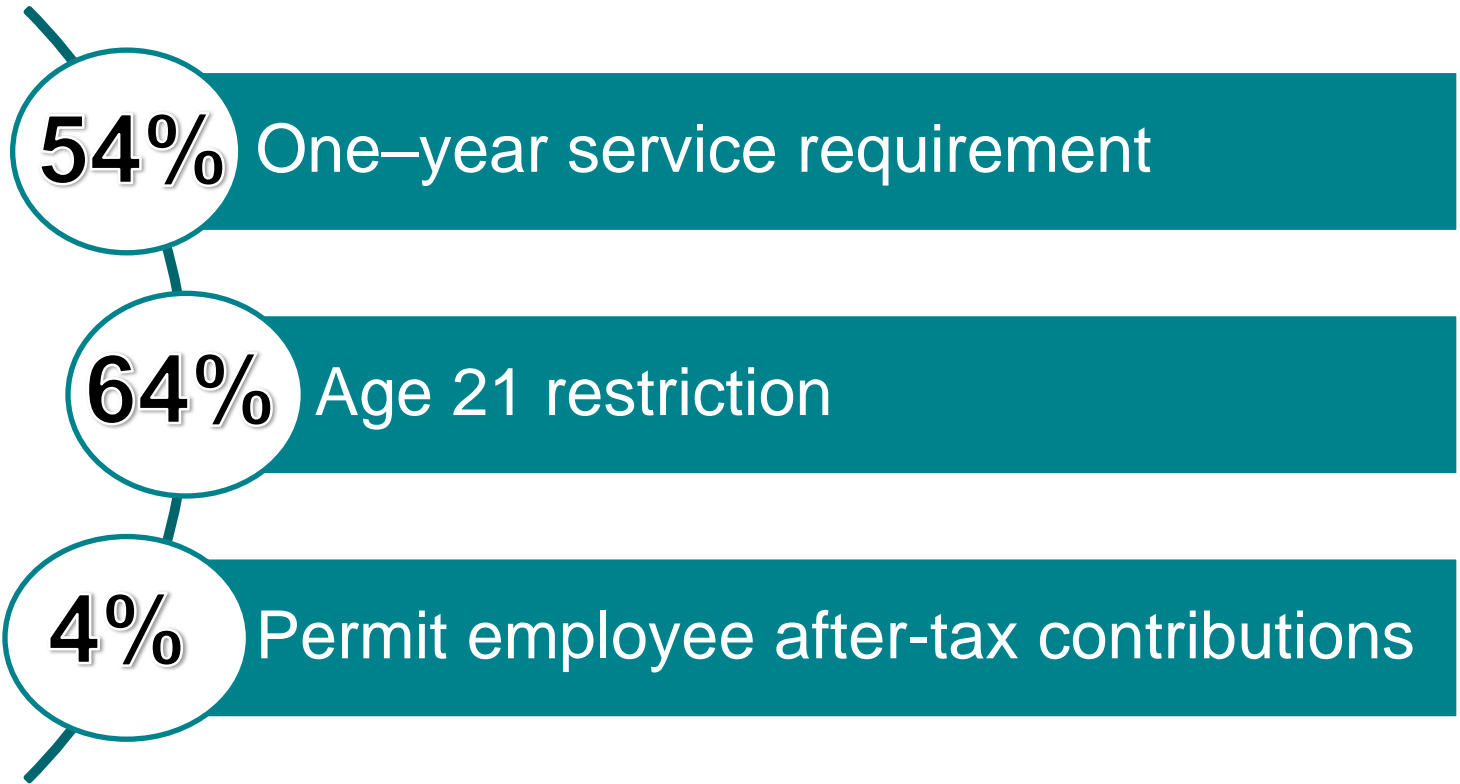 54% One–year service requirement
64% Age 21 restriction
4% Permit employee after-tax contributions